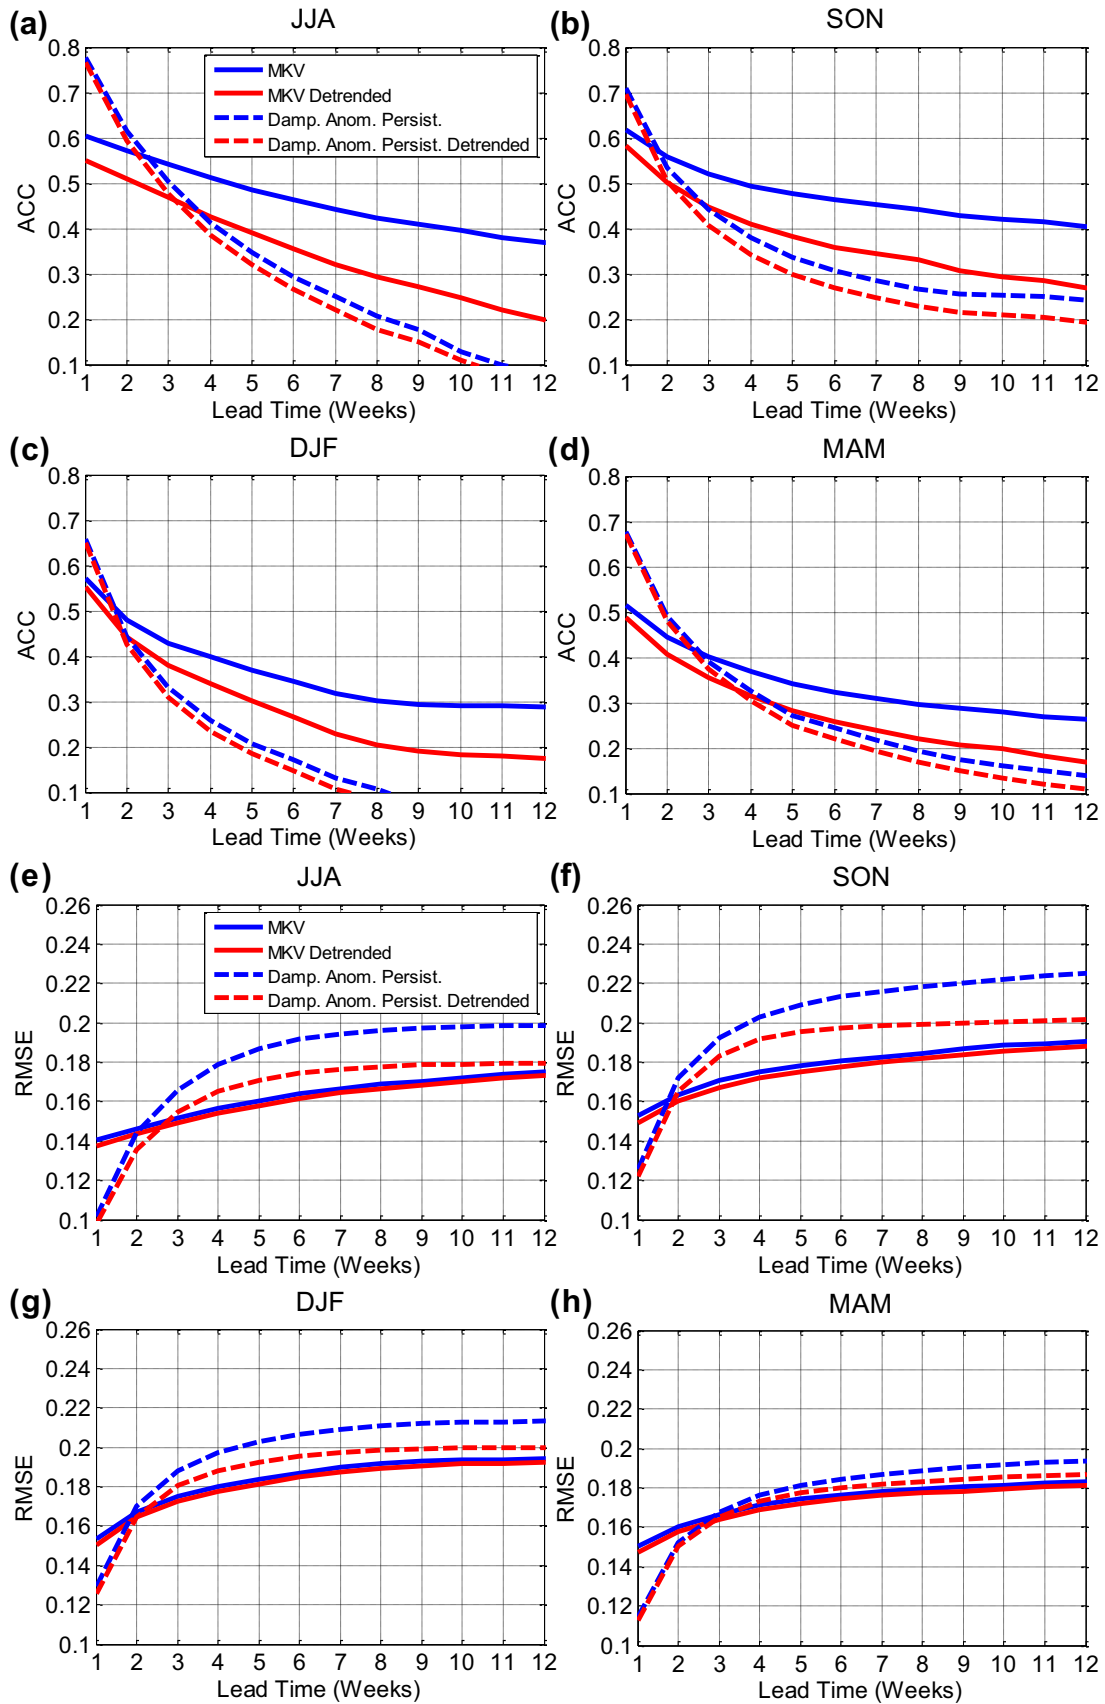 (a) JJA
0.8
0.7
0.6
0.5
0.4
0.3
0.2
0.1
ACC
MKV
MKV Detrended
Damp. Anom. Persist.
Damp. Anom. Persist. Detrended
1 2 3 4 5 6 7 8 9 10 11 12
Lead Time (Weeks)
(b) SON
0.8
0.7
0.6
0.5
0.4
0.3
0.2
0.1
ACC
1 2 3 4 5 6 7 8 9 10 11 12
Lead Time (Weeks)
(c) DJF
0.8
0.7
0.6
0.5
0.4
0.3
0.2
0.1
ACC
1 2 3 4 5 6 7 8 9 10 11 12
Lead Time (Weeks)
(d) MAM
0.8
0.7
0.6
0.5
0.4
0.3
0.2
0.1
ACC
1 2 3 4 5 6 7 8 9 10 11 12
Lead Time (Weeks)
(e) JJA
0.26
0.24
0.22
0.2
0.18
0.16
0.14
0.12
0.1
RMSE
MKV
MKV Detrended
Damp. Anom. Persist.
Damp. Anom. Persist. Detrended
1 2 3 4 5 6 7 8 9 10 11 12
Lead Time (Weeks)
(f) SON
0.26
0.24
0.22
0.2
0.18
0.16
0.14
0.12
0.1
RMSE
1 2 3 4 5 6 7 8 9 10 11 12
Lead Time (Weeks)
(g) DJF
0.26
0.24
0.22
0.2
0.18
0.16
0.14
0.12
0.1
RMSE
1 2 3 4 5 6 7 8 9 10 11 12
Lead Time (Weeks)
(h) MAM
0.26
0.24
0.22
0.2
0.18
0.16
0.14
0.12
0.1
RMSE
1 2 3 4 5 6 7 8 9 10 11 12
Lead Time (Weeks)